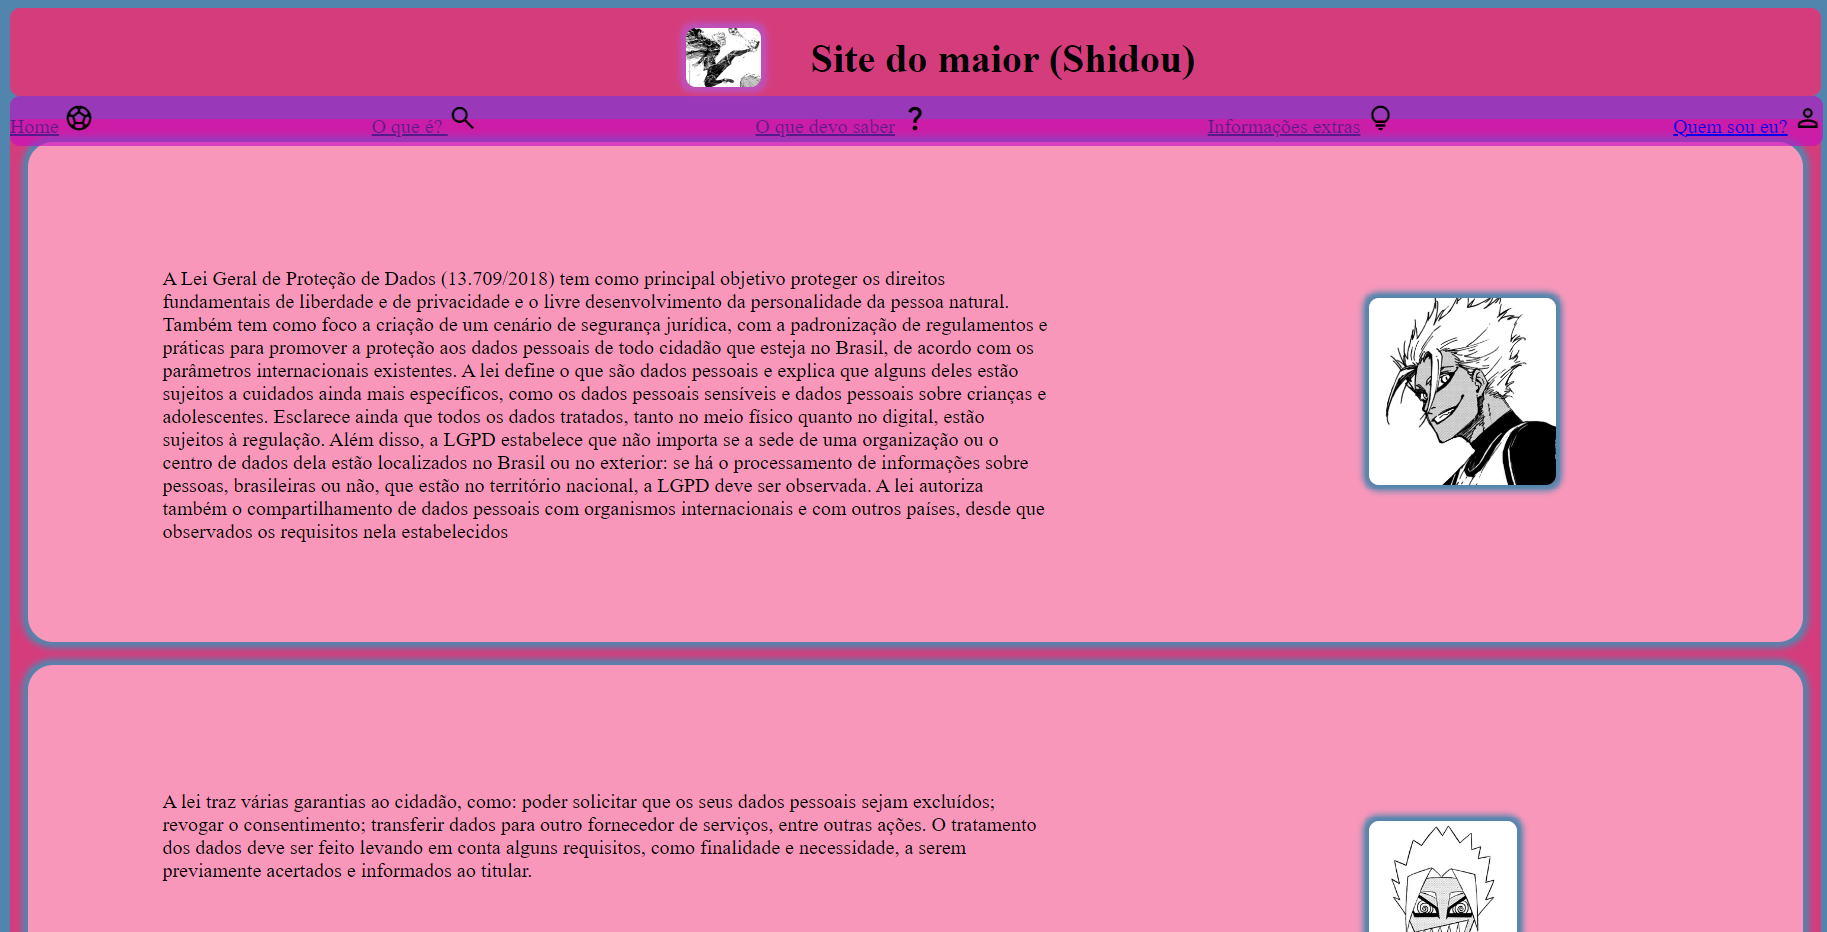 Site do maior (Shidou)
Home
O que é?
O que devo saber
Informações extras
Quem sou eu?
A Lei Geral de Proteção de Dados (13.709/2018) tem como principal objetivo proteger os direitos
fundamentais de liberdade e de privacidade e o livre desenvolvimento da personalidade da pessoa natural.
Também tem como foco a criação de um cenário de segurança jurídica, com a padronização de regulamentos e
práticas para promover a proteção aos dados pessoais de todo cidadão que esteja no Brasil, de acordo com os
parâmetros internacionais existentes. A lei define o que são dados pessoais e explica que alguns deles estão
sujeitos a cuidados ainda mais específicos, como os dados pessoais sensíveis e dados pessoais sobre crianças e
adolescentes. Esclarece ainda que todos os dados tratados, tanto no meio físico quanto no digital, estão
sujeitos à regulação. Além disso, a LGPD estabelece que não importa se a sede de uma organização ou o
centro de dados dela estão localizados no Brasil ou no exterior: se há o processamento de informações sobre
pessoas, brasileiras ou não, que estão no território nacional, a LGPD deve ser observada. A lei autoriza
também o compartilhamento de dados pessoais com organismos internacionais e com outros países, desde que
observados os requisitos nela estabelecidos
A lei traz várias garantias ao cidadão, como: poder solicitar que os seus dados pessoais sejam excluídos;
revogar o consentimento; transferir dados para outro fornecedor de serviços, entre outras ações. O tratamento
dos dados deve ser feito levando em conta alguns requisitos, como finalidade e necessidade, a serem
previamente acertados e informados ao titular.